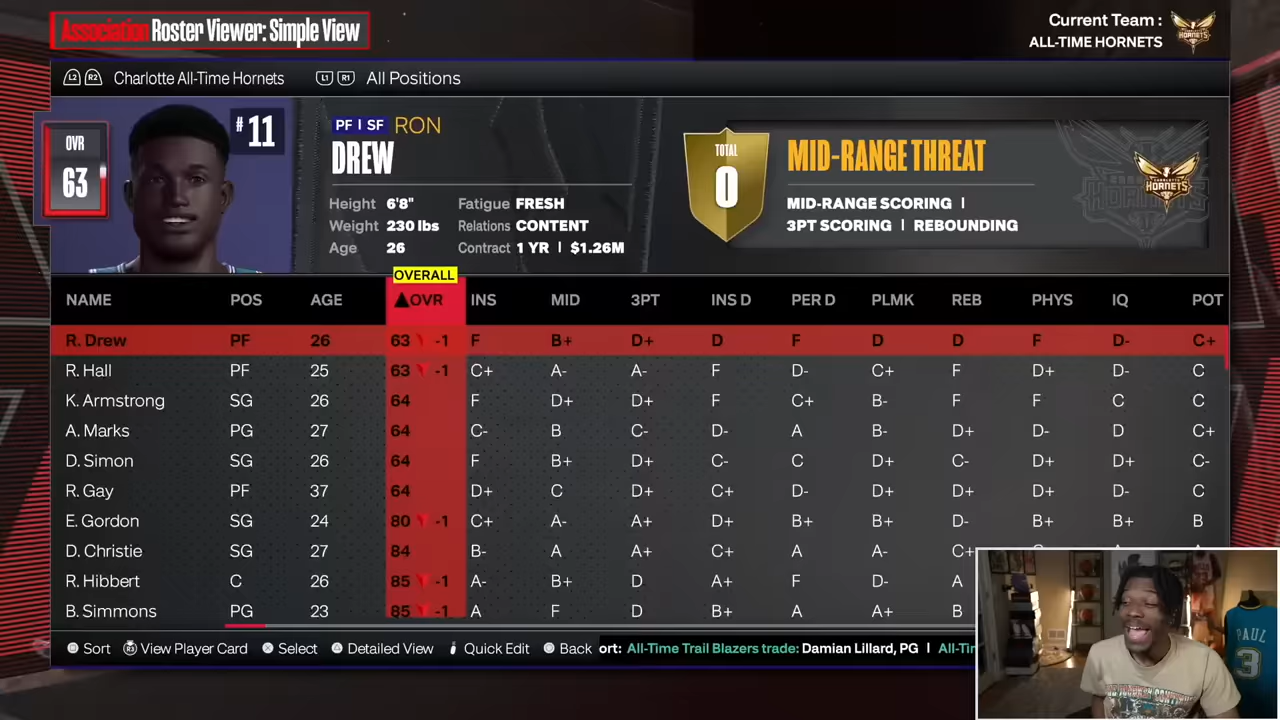 Association Roster Viewer: Simple View
Current Team :
ALL-TIME HORNETS
HORNETS
L2 R2 Charlotte All-Time Hornets L1 R1 All Positions
OVR
63
#11
PF | SF RON
DREW
Height 6'8" Fatigue FRESH
Weight 230 lbs Relations CONTENT
Age 26 Contract 1 YR | $1.26M
TOTAL
0
MID-RANGE THREAT
MID-RANGE SCORING |
3PT SCORING | REBOUNDING
HORNETS
OVERALL
NAME POS AGE OVR INS MID 3PT INS D PER D PLMK REB PHYS IQ POT
R. Drew PF 26 63 -1 F B+ D+ D F D D F D- C+
R. Hall PF 25 63 -1 C+ A- A- F D- C+ F D+ D- C
K. Armstrong SG 26 64 F D+ D+ F C+ B- F F C C
A. Marks PG 27 64 C- B C- D- A B- D+ D- D C+
D. Simon SG 26 64 F B+ D+ C- C D+ C- D+ D+ C-
R. Gay PF 37 64 D+ C D+ C+ D- D+ D+ D+ D- C
E. Gordon SG 24 80 -1 C+ A- A+ D+ B+ B+ D- B+ B+ B
D. Christie SG 27 84 B- A A+ C+ A A- C+
R. Hibbert C 26 85 -1 A- B+ D A+ F D- A
B. Simmons PG 23 85 -1 A F D B+ A A+ B
Sort View Player Card Select Detailed View Quick Edit Back ort: All-Time Trail Blazers trade: Damian Lillard, PG |
PAUL
3